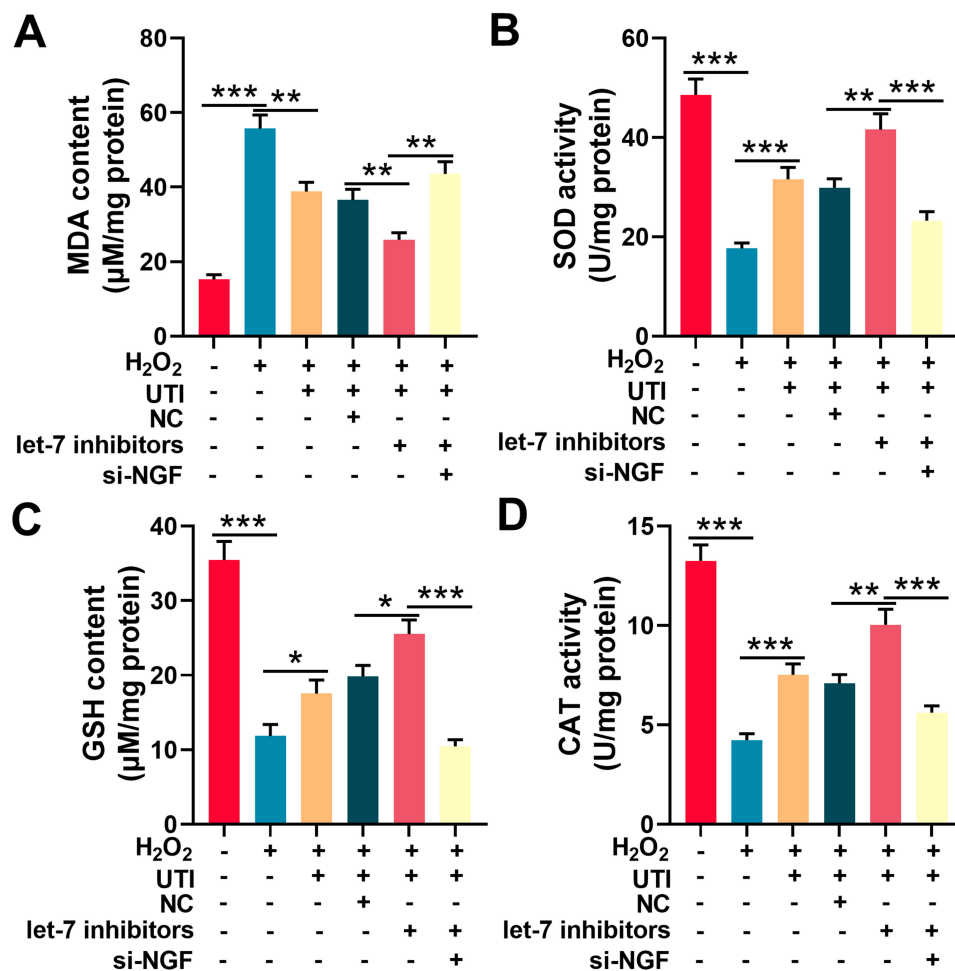 A
MDA content
(μM/mg protein)
80
60
40
20
0
*** ** ** **
H₂O₂ - + + + + +
UTI - - + + + +
NC - - - + - -
let-7 inhibitors - - - - + +
si-NGF - - - - - +
B
SOD activity
(U/mg protein)
60
40
20
0
*** *** ** ***
H₂O₂ - + + + + +
UTI - - + + + +
NC - - - + - -
let-7 inhibitors - - - - + +
si-NGF - - - - - +
C
GSH content
(μM/mg protein)
40
30
20
10
0
*** * * ***
H₂O₂ - + + + + +
UTI - - + + + +
NC - - - + - -
let-7 inhibitors - - - - + +
si-NGF - - - - - +
D
CAT activity
(U/mg protein)
15
10
5
0
*** *** ** ***
H₂O₂ - + + + + +
UTI - - + + + +
NC - - - + - -
let-7 inhibitors - - - - + +
si-NGF - - - - - +